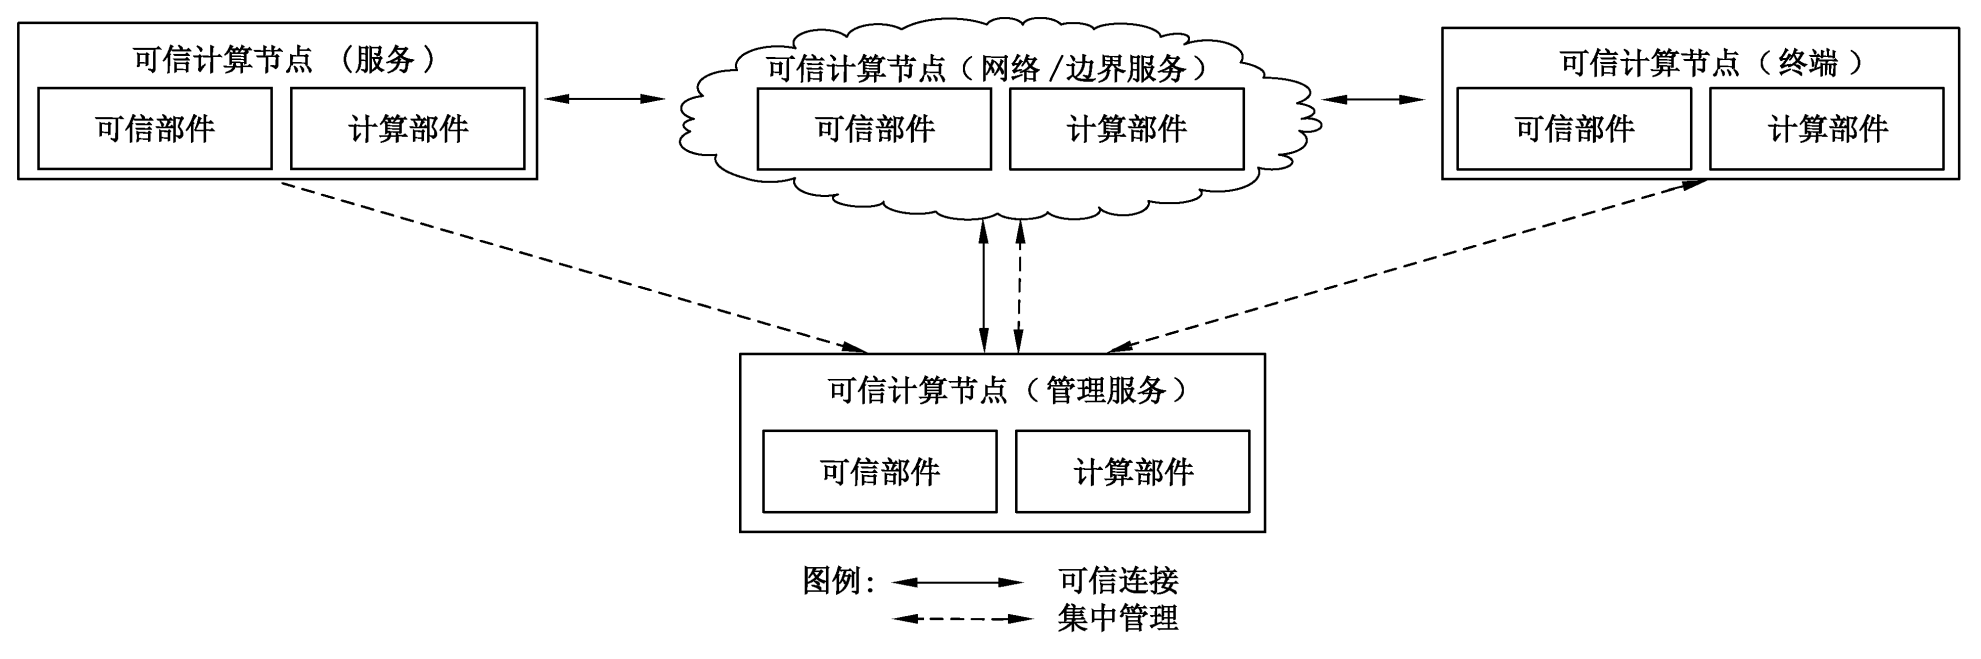 可信计算节点 (服务)
可信部件
计算部件
可信计算节点(网络/边界服务)
可信部件
计算部件
可信计算节点(终端)
可信部件
计算部件
可信计算节点(管理服务)
可信部件
计算部件
图例: 可信连接
集中管理